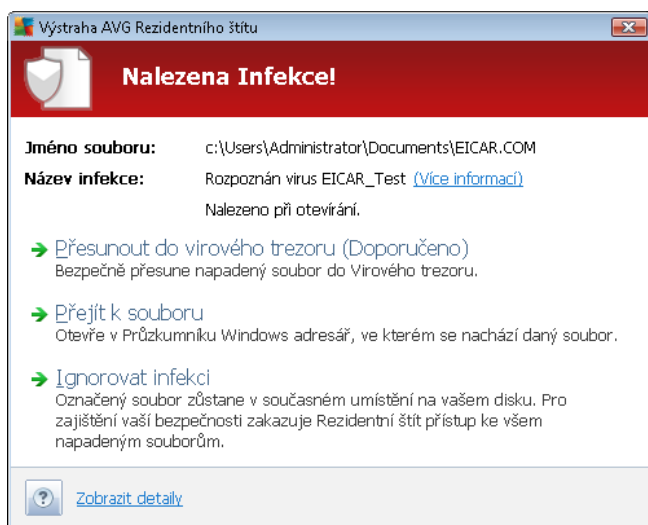 Výstraha AVG Rezidentního štítu
Nalezena Infekce!
Jméno souboru: c:\Users\Administrator\Documents\EICAR.COM
Název infekce: Rozpoznán virus EICAR_Test (Více informací)
Nalezeno při otevírání.
Přesunout do virového trezoru (Doporučeno)
Bezpečně přesune napadený soubor do Virového trezoru.
Přejít k souboru
Otevře v Průzkumníku Windows adresář, ve kterém se nachází daný soubor.
Ignorovat infekci
Označený soubor zůstane v současném umístění na vašem disku. Pro
zajištění vaší bezpečnosti zakazuje Rezidentní štít přístup ke všem
napadeným souborům.
? Zobrazit detaily